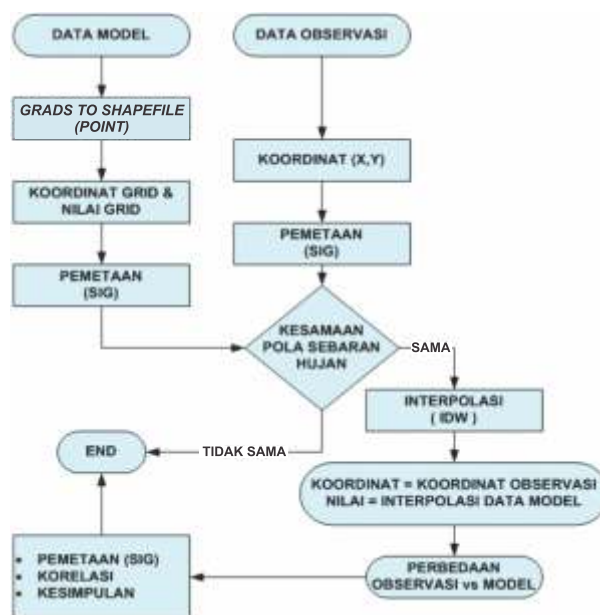 DATA MODEL
DATA OBSERVASI
GRADS TO SHAPEFILE
(POINT)
KOORDINAT (X,Y)
KOORDINAT GRID &
NILAI GRID
PEMETAAN
(SIG)
PEMETAAN
(SIG)
KESAMAAN
POLA SEBARAN
HUJAN
SAMA
INTERPOLASI
( IDW )
TIDAK SAMA
END
KOORDINAT = KOORDINAT OBSERVASI
NILAI = INTERPOLASI DATA MODEL
• PEMETAAN (SIG)
• KORELASI
• KESIMPULAN
PERBEDAAN
OBSERVASI vs MODEL